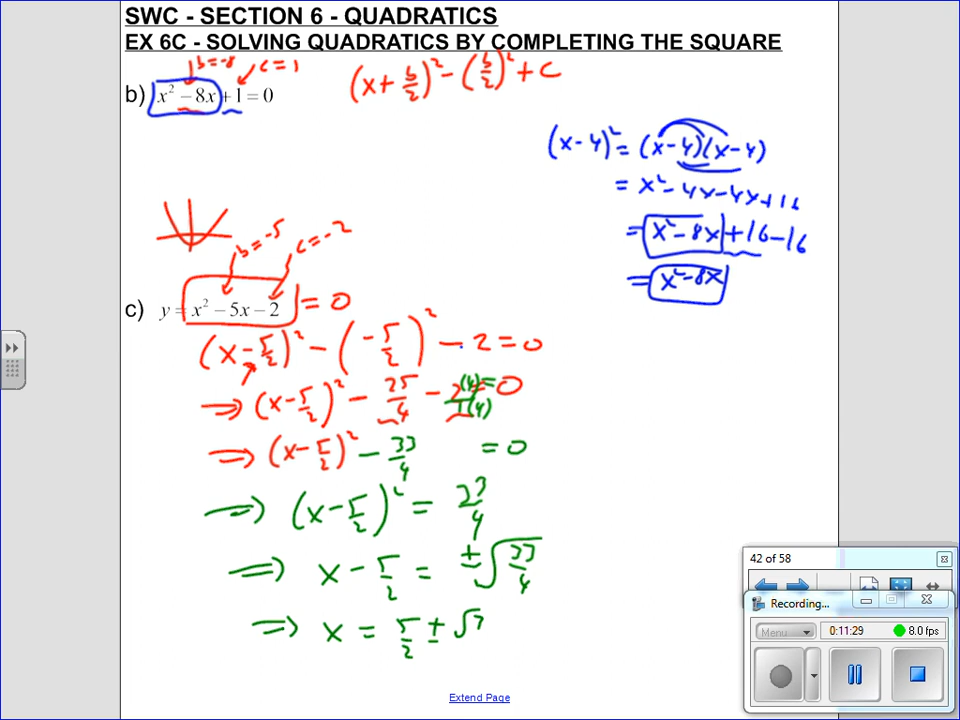 SWC - SECTION 6 - QUADRATICS
EX 6C - SOLVING QUADRATICS BY COMPLETING THE SQUARE
b=-8 c=1
(x + b/2)² - (b/2)² + c
b) x² - 8x + 1 = 0
(x-4)² = (x-4)(x-4)
= x² - 4x - 4x + 16
= x² - 8x + 16 - 16
= x² - 8x
b=-5 c=-2
c) y = x² - 5x - 2 = 0
(x - 5/2)² - (-5/2)² - 2 = 0
⇒ (x - 5/2)² - 25/4 - 2(4)/1(4) = 0
⇒ (x - 5/2)² - 33/4 = 0
⇒ (x - 5/2)² = 33/4
⇒ x - 5/2 = ±√33/4
⇒ x = 5/2 ± √3
42 of 58
Recording...
Menu
0:11:29
8.0 fps
Extend Page